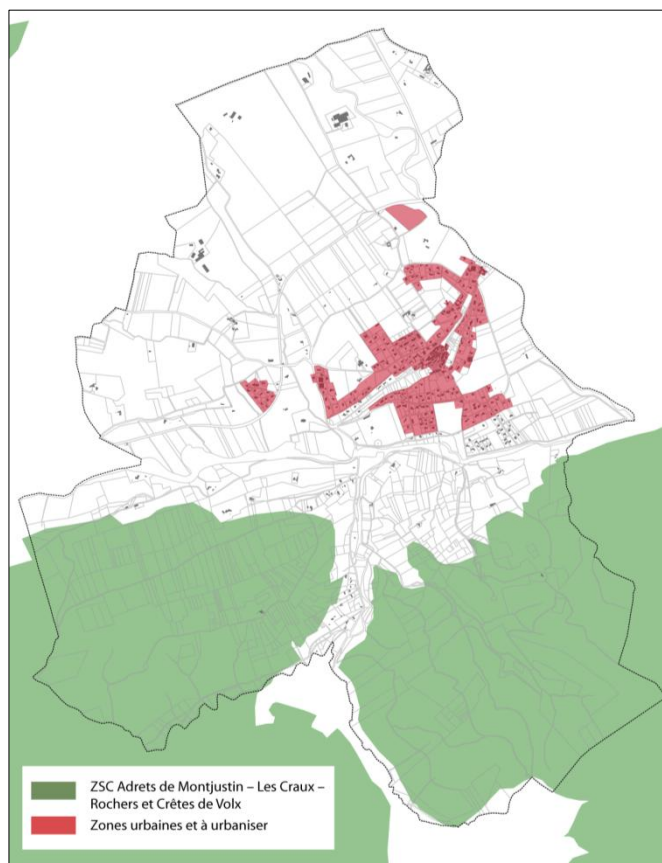 ZSC Adrets de Montjustin – Les Craux –
Rochers et Crêtes de Volx
Zones urbaines et à urbaniser